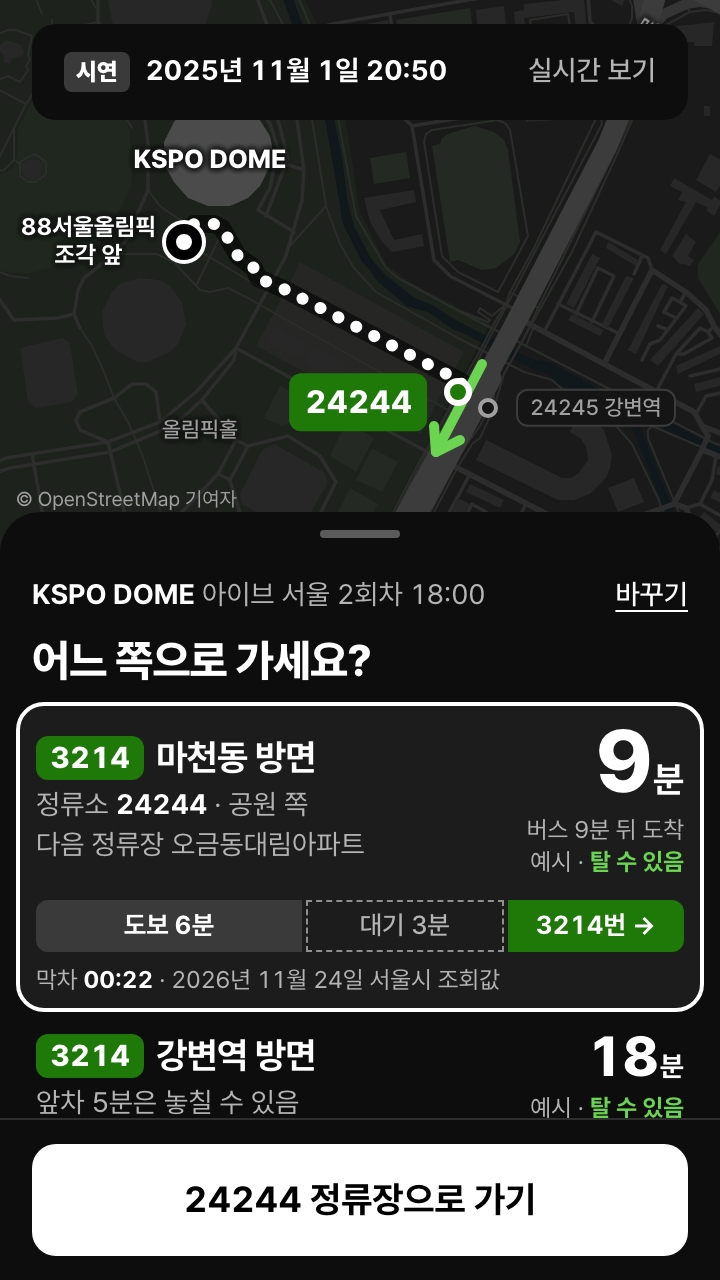 시연 2025년 11월 1일 20:50 실시간 보기
KSPO DOME
88서울올림픽
조각 앞
24244
24245 강변역
올림픽홀
© OpenStreetMap 기여자
KSPO DOME 아이브 서울 2회차 18:00 바꾸기
어느 쪽으로 가세요?
3214 마천동 방면
9분
정류소 24244 · 공원 쪽
버스 9분 뒤 도착
다음 정류장 오금동대림아파트
예시 · 탈 수 있음
도보 6분 대기 3분 3214번 →
막차 00:22 · 2026년 11월 24일 서울시 조회값
3214 강변역 방면 18분
앞차 5분은 놓칠 수 있음 예시 · 탈 수 있음
24244 정류장으로 가기